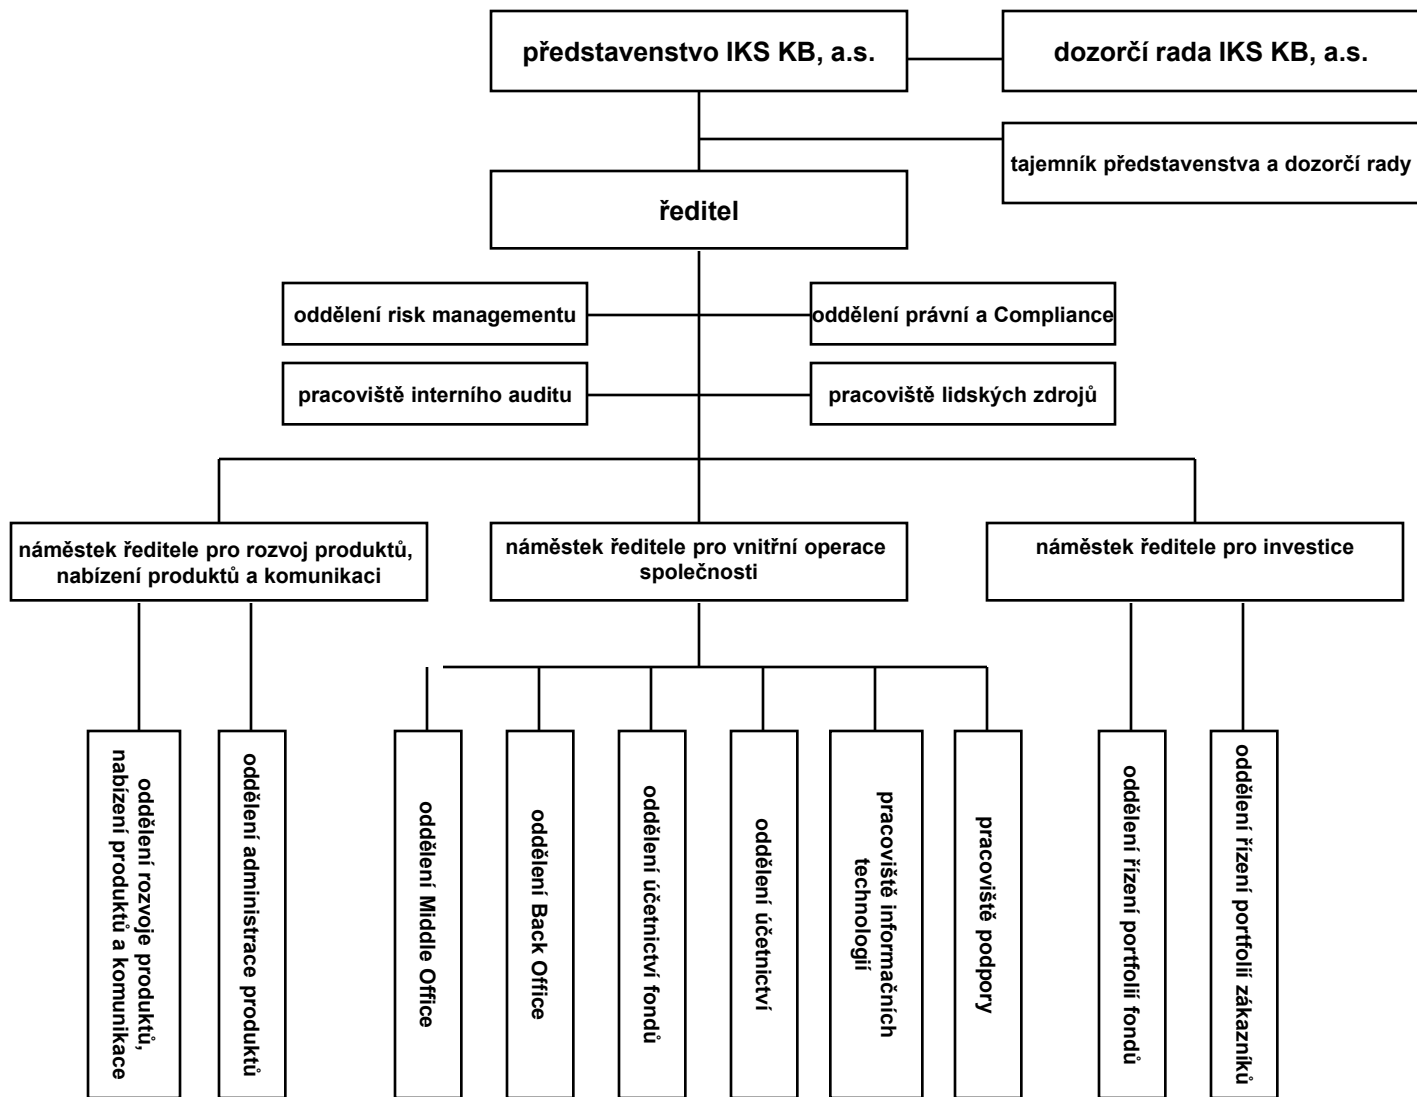 představenstvo IKS KB, a.s.
dozorčí rada IKS KB, a.s.
tajemník představenstva a dozorčí rady
ředitel
oddělení risk managementu
oddělení právní a Compliance
pracoviště interního auditu
pracoviště lidských zdrojů
náměstek ředitele pro rozvoj produktů,
nabízení produktů a komunikaci
náměstek ředitele pro vnitřní operace
společnosti
náměstek ředitele pro investice
oddělení rozvoje produktů,
nabízení produktů a komunikace
oddělení administrace produktů
oddělení Middle Office
oddělení Back Office
oddělení účetnictví fondů
oddělení účetnictví
pracoviště informačních
technologií
pracoviště podpory
oddělení řízení portfolií fondů
oddělení řízení portfolií zákazníků